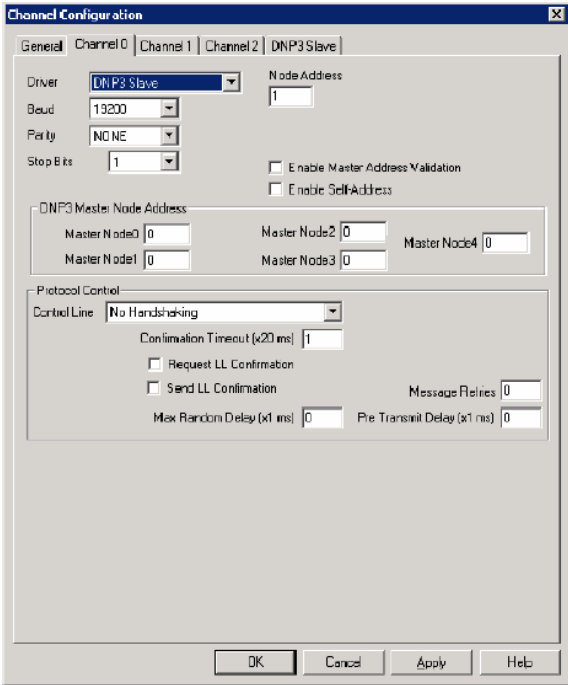 Channel Configuration
General Channel 0 Channel 1 Channel 2 DNP3 Slave
Driver DNP3 Slave
Node Address
1
Baud 19200
Parity NONE
Stop Bits 1
Enable Master Address Validation
Enable Self-Address
DNP3 Master Node Address
Master Node0 0 Master Node2 0 Master Node4 0
Master Node1 0 Master Node3 0
Protocol Control
Control Line No Handshaking
Confirmation Timeout (x20 ms) 1
Request LL Confirmation
Send LL Confirmation
Message Retries 0
Max Random Delay (x1 ms) 0 Pre Transmit Delay (x1 ms) 0
OK Cancel Apply Help